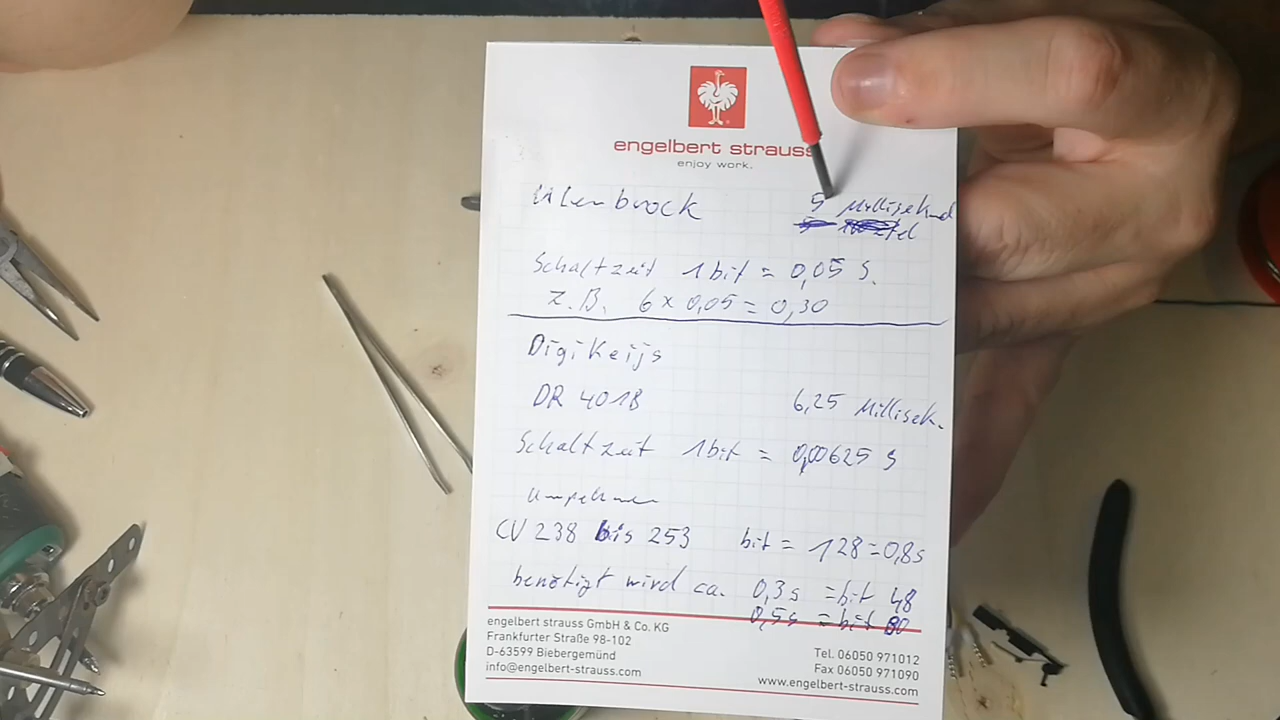 engelbert strauss
enjoy work.
Uhlenbrock 5 Millisekund
Schaltzeit 1 bit = 0,05 s.
z.B. 6 x 0,05 = 0,30
Digikeijs
DR 4018 6,25 Millisek.
Schaltzeit 1 bit = 0,00625 s
CV 238 bis 253 bit = 128 = 0,8s
benötigt wird ca. 0,3s = bit 48
0,5s = bit 80
engelbert strauss GmbH & Co. KG
Frankfurter Straße 98-102
D-63599 Biebergemünd
info@engelbert-strauss.com
Tel. 06050 971012
Fax 06050 971090
www.engelbert-strauss.com